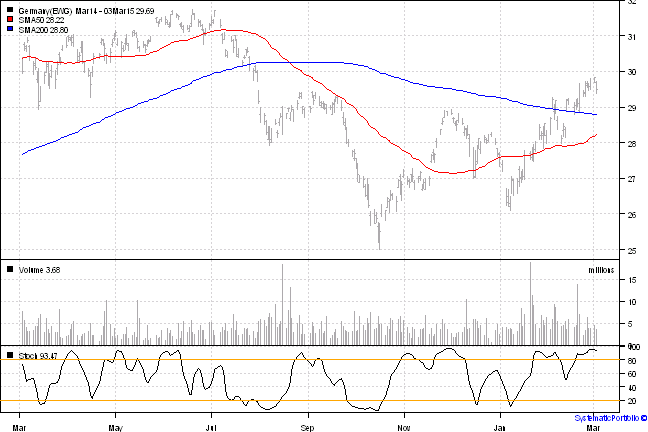 Germany(EWG) Mar14 - 03Mar15 29.69
SMA50 28.22
SMA200 28.80
32
31
30
29
28
27
26
25
Volume 3.68
millions
15
10
5
0
Stoch 93.47
100
80
60
40
20
Mar May Jul Sep Nov Jan Mar
SystematicPortfolio ©